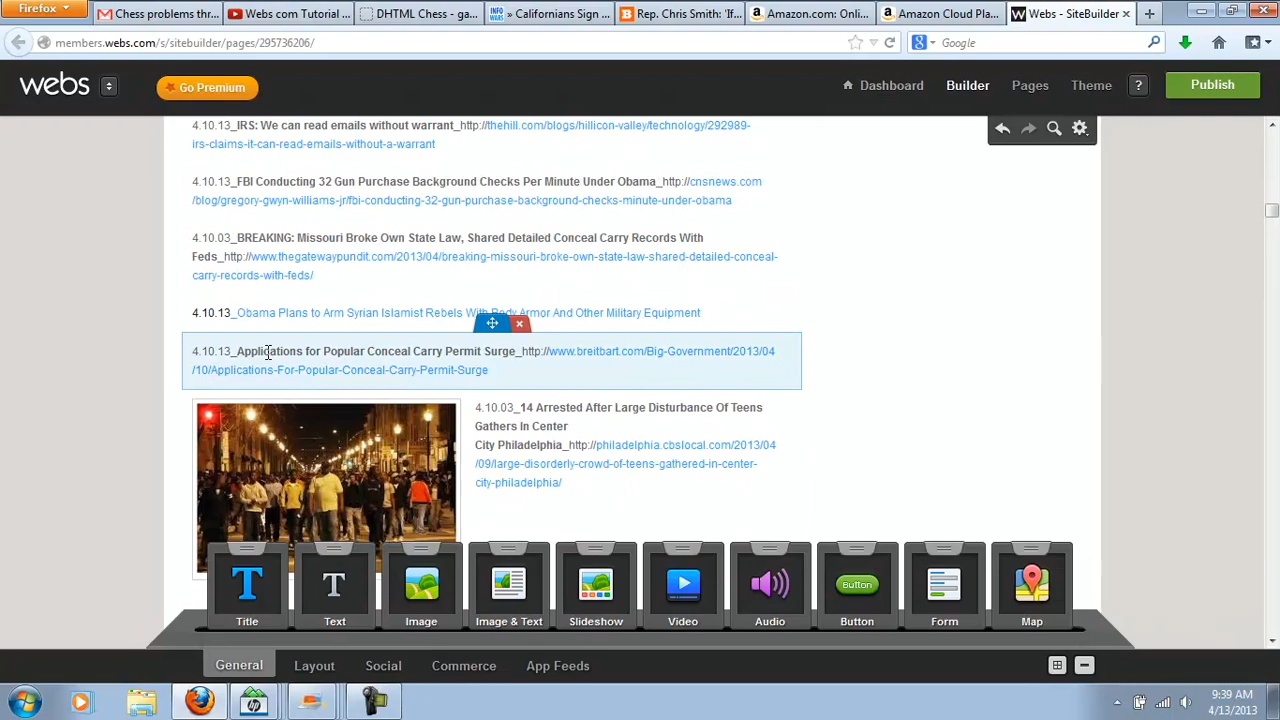 Firefox
Chess problems thr...
Webs com Tutorial ...
DHTML Chess - ga...
INFO WARS » Californians Sign ...
Rep. Chris Smith: 'If...
Amazon.com: Onli...
Amazon Cloud Pla...
W Webs - SiteBuilder
members.webs.com/s/sitebuilder/pages/295736206/
Google
webs
Go Premium
Dashboard
Builder
Pages
Theme
?
Publish
4.10.13_IRS: We can read emails without warrant_http://thehill.com/blogs/hillicon-valley/technology/292989-
irs-claims-it-can-read-emails-without-a-warrant
4.10.13_FBI Conducting 32 Gun Purchase Background Checks Per Minute Under Obama_http://cnsnews.com
/blog/gregory-gwyn-williams-jr/fbi-conducting-32-gun-purchase-background-checks-minute-under-obama
4.10.03_BREAKING: Missouri Broke Own State Law, Shared Detailed Conceal Carry Records With
Feds_http://www.thegatewaypundit.com/2013/04/breaking-missouri-broke-own-state-law-shared-detailed-conceal-
carry-records-with-feds/
4.10.13_Obama Plans to Arm Syrian Islamist Rebels With Body Armor And Other Military Equipment
4.10.13_Applications for Popular Conceal Carry Permit Surge_http://www.breitbart.com/Big-Government/2013/04
/10/Applications-For-Popular-Conceal-Carry-Permit-Surge
4.10.03_14 Arrested After Large Disturbance Of Teens
Gathers In Center
City Philadelphia_http://philadelphia.cbslocal.com/2013/04
/09/large-disorderly-crowd-of-teens-gathered-in-center-
city-philadelphia/
T
T
Button
Title
Text
Image
Image & Text
Slideshow
Video
Audio
Button
Form
Map
General
Layout
Social
Commerce
App Feeds
hp
9:39 AM
4/13/2013